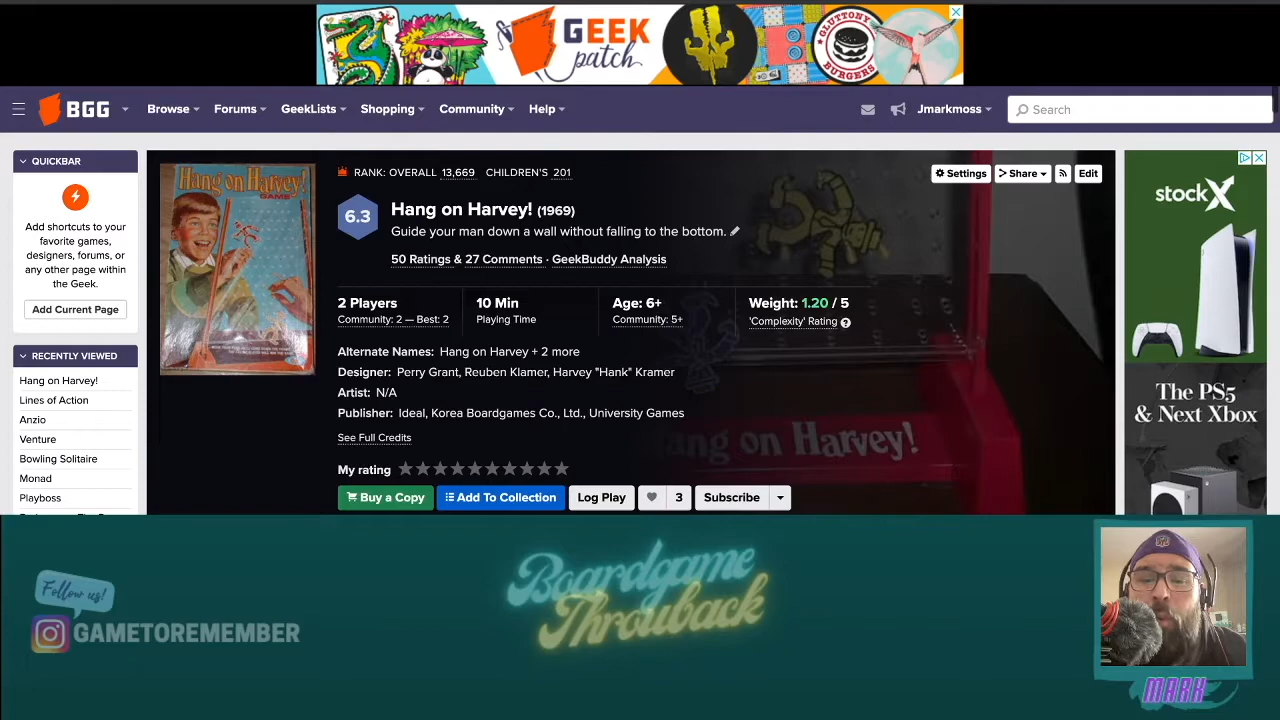 GEEK
patch
GLUTTONY
BURGERS
BGG
Browse
Forums
GeekLists
Shopping
Community
Help
Jmarkmoss
Search
QUICKBAR
Add shortcuts to your
favorite games,
designers, forums, or
any other page within
the Geek.
Add Current Page
RECENTLY VIEWED
Hang on Harvey!
Lines of Action
Anzio
Venture
Bowling Solitaire
Monad
Playboss
Hang on Harvey!
GAME
RANK: OVERALL 13,669 CHILDREN'S 201
Settings
Share
Edit
6.3
Hang on Harvey! (1969)
Guide your man down a wall without falling to the bottom.
50 Ratings & 27 Comments · GeekBuddy Analysis
2 Players
Community: 2 — Best: 2
10 Min
Playing Time
Age: 6+
Community: 5+
Weight: 1.20 / 5
'Complexity' Rating
Alternate Names: Hang on Harvey + 2 more
Designer: Perry Grant, Reuben Klamer, Harvey "Hank" Kramer
Artist: N/A
Publisher: Ideal, Korea Boardgames Co., Ltd., University Games
See Full Credits
My rating
Buy a Copy
Add To Collection
Log Play
3
Subscribe
Hang on Harvey!
stockX
The PS5
& Next Xbox
Follow us!
GAMETOREMEMBER
Boardgame
Throwback
MARK